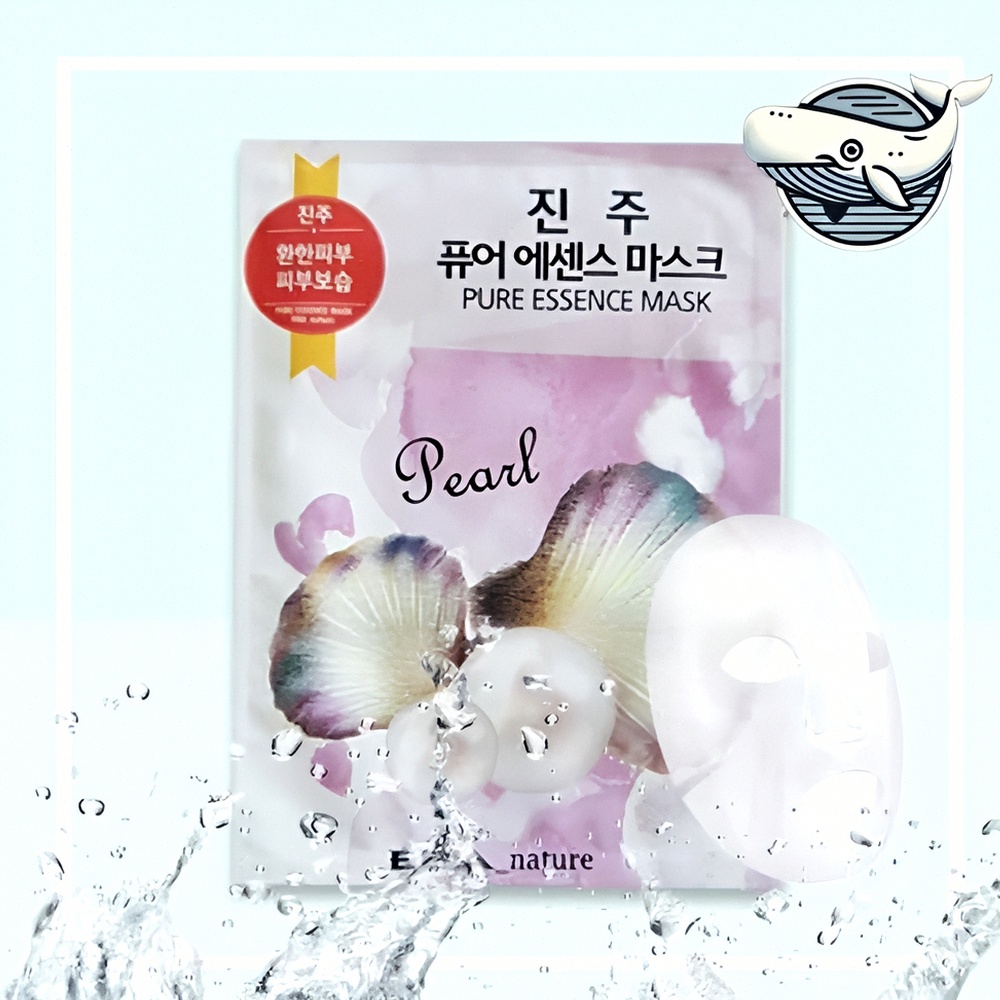 진주
환한피부
피부보습
진 주
퓨어 에센스 마스크
PURE ESSENCE MASK
Pearl
nature